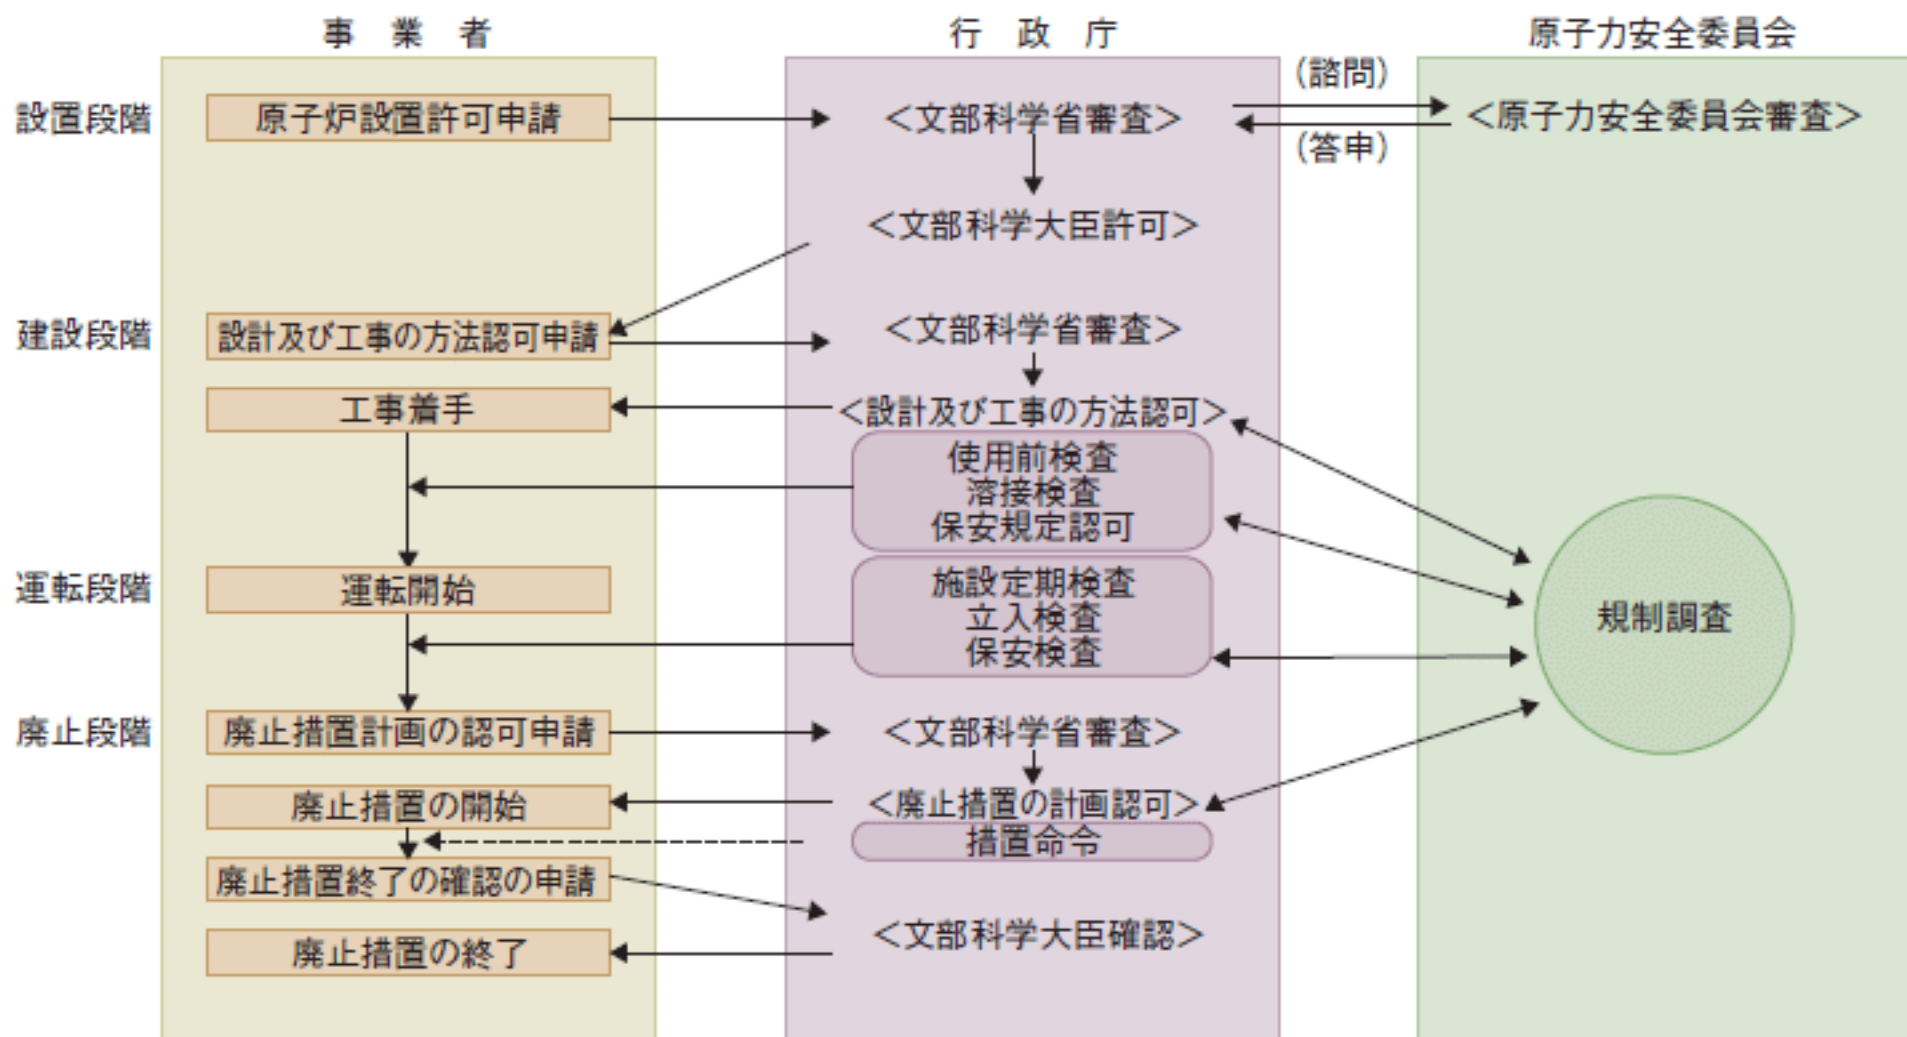 事 業 者
行 政 庁
原子力安全委員会
設置段階
原子炉設置許可申請
＜文部科学省審査＞
（諮問）
（答申）
＜原子力安全委員会審査＞
＜文部科学大臣許可＞
建設段階
設計及び工事の方法認可申請
＜文部科学省審査＞
工事着手
＜設計及び工事の方法認可＞
使用前検査
溶接検査
保安規定認可
運転段階
運転開始
施設定期検査
立入検査
保安検査
規制調査
廃止段階
廃止措置計画の認可申請
＜文部科学省審査＞
廃止措置の開始
＜廃止措置の計画認可＞
措置命令
廃止措置終了の確認の申請
＜文部科学大臣確認＞
廃止措置の終了